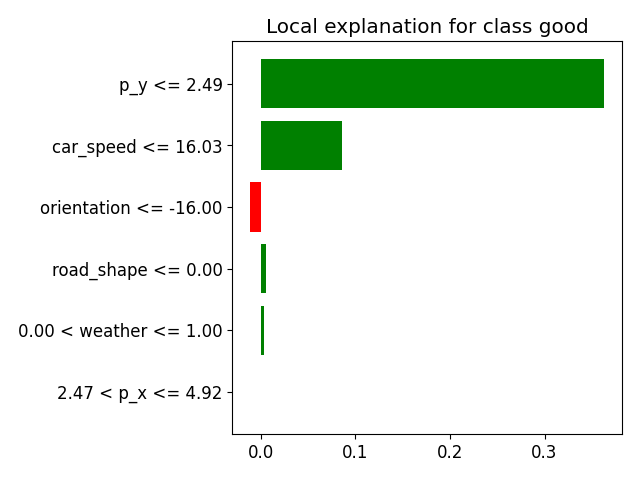 Local explanation for class good
p_y <= 2.49
car_speed <= 16.03
orientation <= -16.00
road_shape <= 0.00
0.00 < weather <= 1.00
2.47 < p_x <= 4.92
0.0 0.1 0.2 0.3